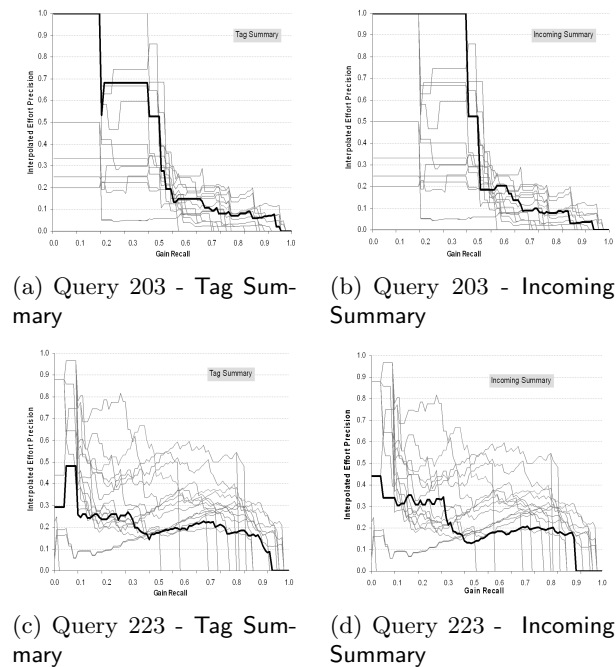 1.0
0.9
0.8
0.7
0.6
0.5
0.4
0.3
0.2
0.1
0.0
Interpolated Effort Precision
Tag Summary
0.0 0.1 0.2 0.3 0.4 0.5 0.6 0.7 0.8 0.9 1.0
Gain Recall
1.0
0.9
0.8
0.7
0.6
0.5
0.4
0.3
0.2
0.1
0.0
Interpolated Effort Precision
Incoming Summary
0.0 0.1 0.2 0.3 0.4 0.5 0.6 0.7 0.8 0.9 1.0
Gain Recall
(a) Query 203 - Tag Sum-
mary
(b) Query 203 - Incoming
Summary
1.0
0.9
0.8
0.7
0.6
0.5
0.4
0.3
0.2
0.1
0.0
Interpolated Effort Precision
Tag Summary
0.0 0.1 0.2 0.3 0.4 0.5 0.6 0.7 0.8 0.9 1.0
Gain Recall
1.0
0.9
0.8
0.7
0.6
0.5
0.4
0.3
0.2
0.1
0.0
Interpolated Effort Precision
Incoming Summary
0.0 0.1 0.2 0.3 0.4 0.5 0.6 0.7 0.8 0.9 1.0
Gain Recall
(c) Query 223 - Tag Sum-
mary
(d) Query 223 - Incoming
Summary